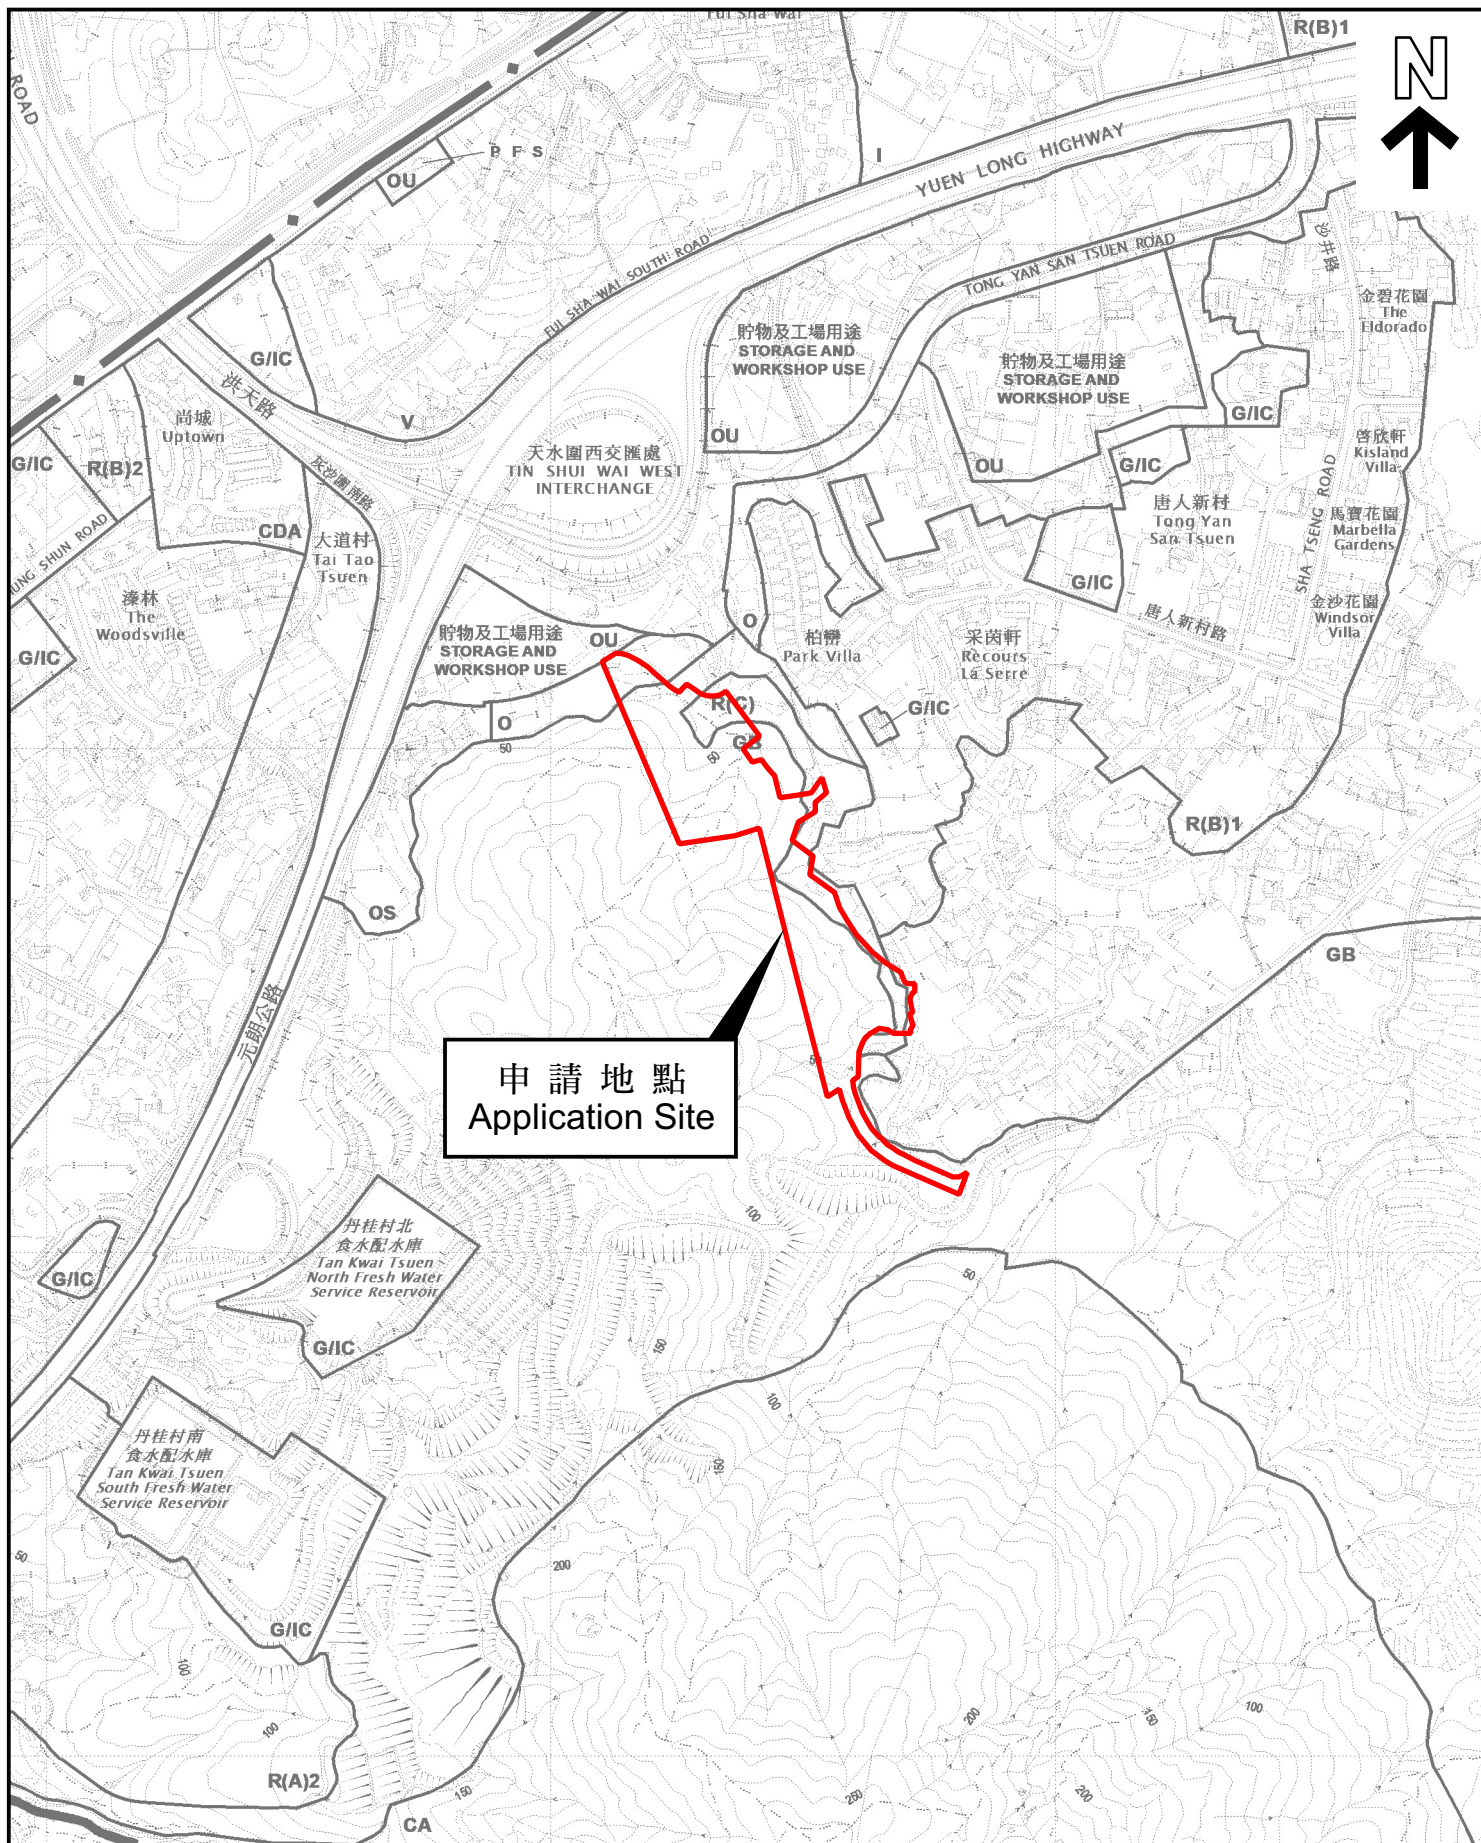 Fui Sha Wai
R(B)1
N
ROAD
P F S
OU
I
YUEN LONG HIGHWAY
FUI SHA WAI SOUTH ROAD
TONG YAN SAN TSUEN ROAD
沙井路
金碧花園
The
Eldorado
貯物及工場用途
STORAGE AND
WORKSHOP USE
OU
貯物及工場用途
STORAGE AND
WORKSHOP USE
OU
G/IC
G/IC
G/IC
洪天路
V
尚城
Uptown
G/IC
R(B)2
CDA
灰沙圍南路
天水圍西交匯處
TIN SHUI WAI WEST
INTERCHANGE
啓欣軒
Kisland
Villa
唐人新村
Tong Yan
San Tsuen
SHA TSENG ROAD
馬寶花園
Marbella
Gardens
大道村
Tai Tao
Tsuen
HUNG SHUN ROAD
溱林
The
Woodsville
G/IC
G/IC
唐人新村路
金沙花園
Windsor
Villa
貯物及工場用途
STORAGE AND
WORKSHOP USE
OU
O
柏巒
Park Villa
采茵軒
Recours
La Serre
R(C)
G/IC
O
50
GB
50
R(B)1
OS
GB
元朗公路
申請地點
Application Site
50
100
丹桂村北
食水配水庫
Tan Kwai Tsuen
North Fresh Water
Service Reservoir
G/IC
G/IC
50
150
100
丹桂村南
食水配水庫
Tan Kwai Tsuen
South Fresh Water
Service Reservoir
150
50
200
G/IC
100
100
200
150
100
R(A)2
150
250
200
CA